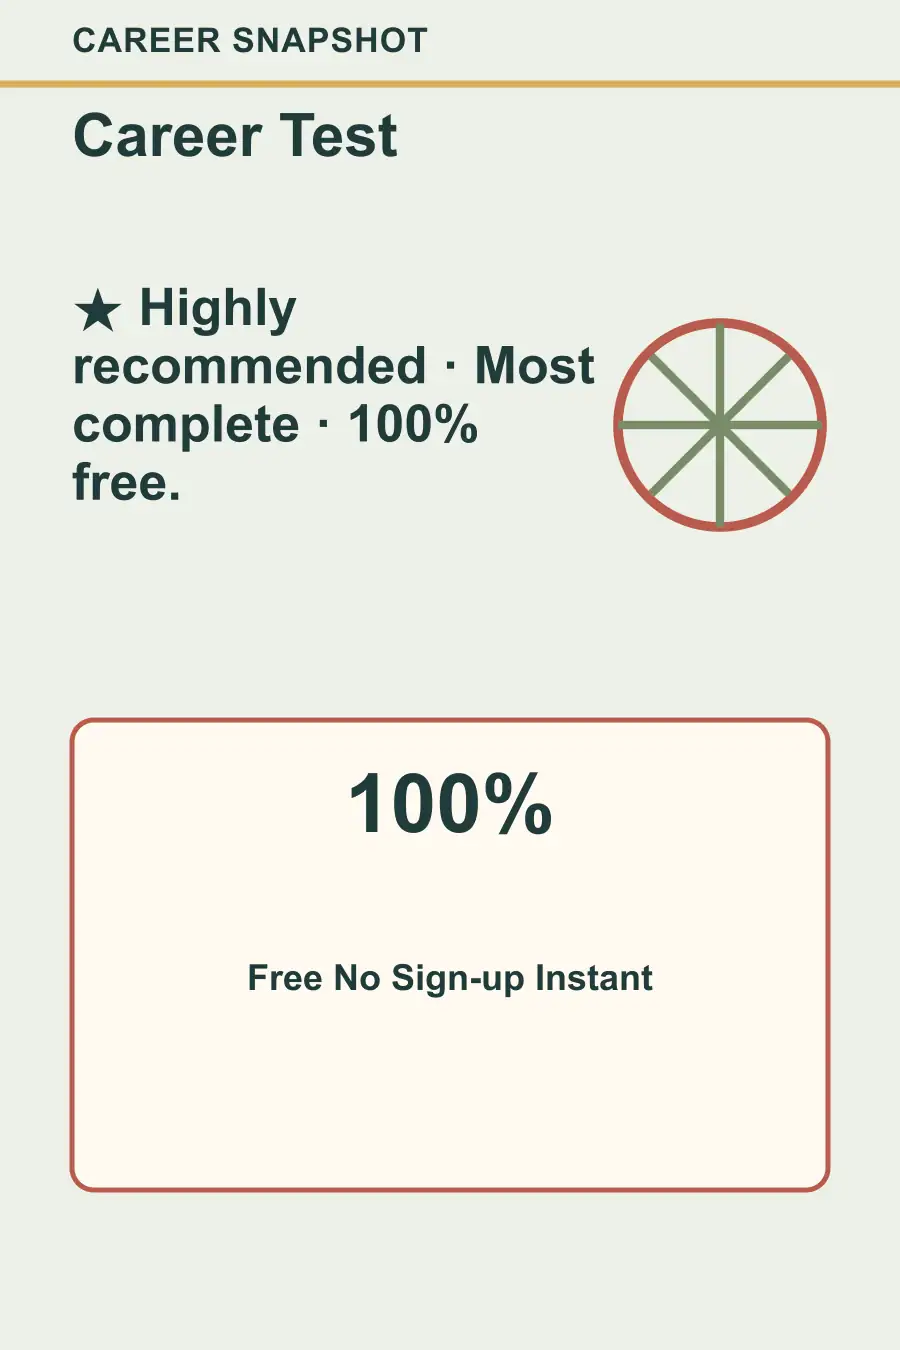 CAREER SNAPSHOT
Career Test
★ Highly
recommended · Most
complete · 100%
free.
100%
Free No Sign-up Instant